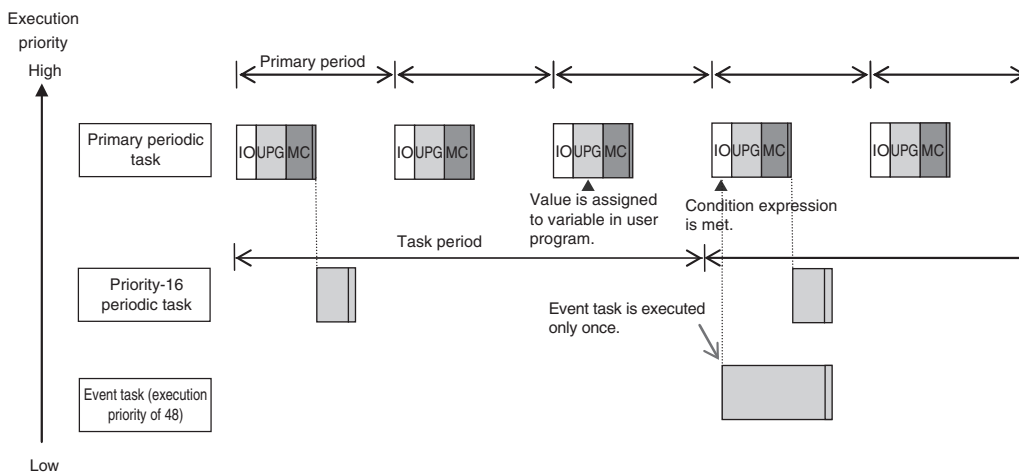 Execution
priority
High
Primary period
Primary periodic
task
IO UPG MC
IO UPG MC
IO UPG MC
IO UPG MC
IO UPG MC
Value is assigned
to variable in user
program.
Condition expression
is met.
Task period
Priority-16
periodic task
Event task is executed
only once.
Event task (execution
priority of 48)
Low